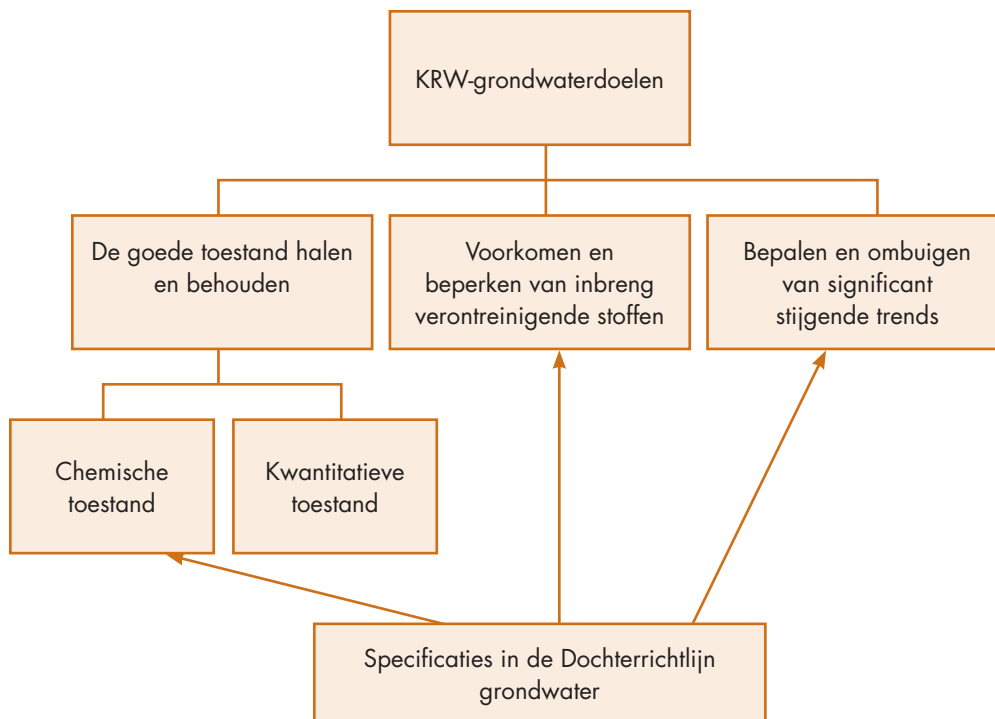 KRW-grondwaterdoelen
De goede toestand halen
en behouden
Voorkomen en
beperken van inbreng
verontreinigende stoffen
Bepalen en ombuigen
van significant
stijgende trends
Chemische
toestand
Kwantitatieve
toestand
Specificaties in de Dochterrichtlijn
grondwater